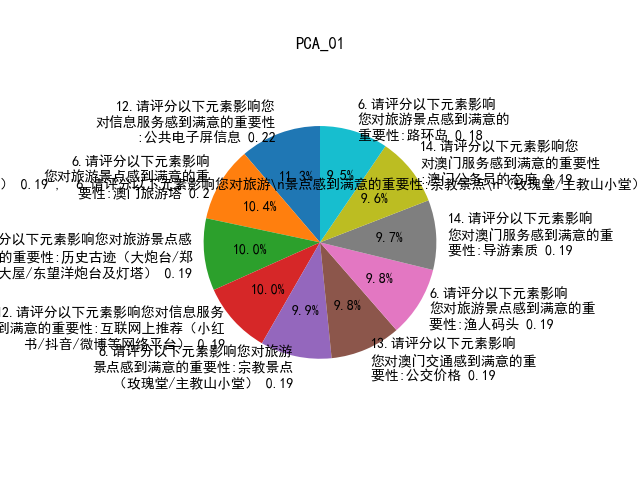 PCA_01
12.请评分以下元素影响您
对信息服务感到满意的重要性
:公共电子屏信息 0.22
6.请评分以下元素影响
您对旅游景点感到满意的
重要性:路环岛 0.18
14.请评分以下元素影响您
对澳门服务感到满意的重要性
:澳门公务员的态度 0.19
6.请评分以下元素影响
您对旅游景点感到满意的重
要性:澳门旅游塔 0.2
) 0.19 , 6.请评分以下元素影响您对旅游\n景点感到满意的重要性:宗教景点\n（玫瑰堂/主教山小堂）
11.3%
9.5%
10.4%
9.6%
10.0%
9.7%
10.0%
9.8%
9.9%
9.8%
分以下元素影响您对旅游景点感
的重要性:历史古迹（大炮台/郑
大屋/东望洋炮台及灯塔） 0.19
14.请评分以下元素影响
您对澳门服务感到满意的重
要性:导游素质 0.19
12.请评分以下元素影响您对信息服务
到满意的重要性:互联网上推荐（小红
书/抖音/微博等网络平台） 0.19
6.请评分以下元素影响
您对旅游景点感到满意的重
要性:渔人码头 0.19
6.请评分以下元素影响您对旅游
景点感到满意的重要性:宗教景点
（玫瑰堂/主教山小堂） 0.19
13.请评分以下元素影响
您对澳门交通感到满意的重
要性:公交价格 0.19